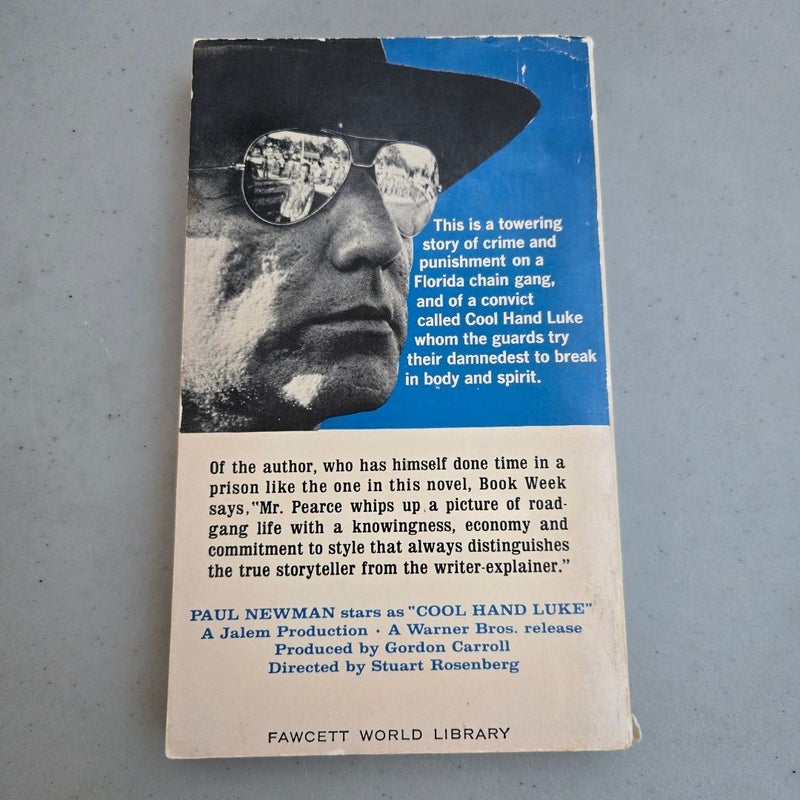 This is a towering
story of crime and
punishment on a
Florida chain gang,
and of a convict
called Cool Hand Luke
whom the guards try
their damnedest to break
in body and spirit.
Of the author, who has himself done time in a
prison like the one in this novel, Book Week
says, "Mr. Pearce whips up a picture of road-
gang life with a knowingness, economy and
commitment to style that always distinguishes
the true storyteller from the writer-explainer."
PAUL NEWMAN stars as "COOL HAND LUKE"
A Jalem Production · A Warner Bros. release
Produced by Gordon Carroll
Directed by Stuart Rosenberg
FAWCETT WORLD LIBRARY